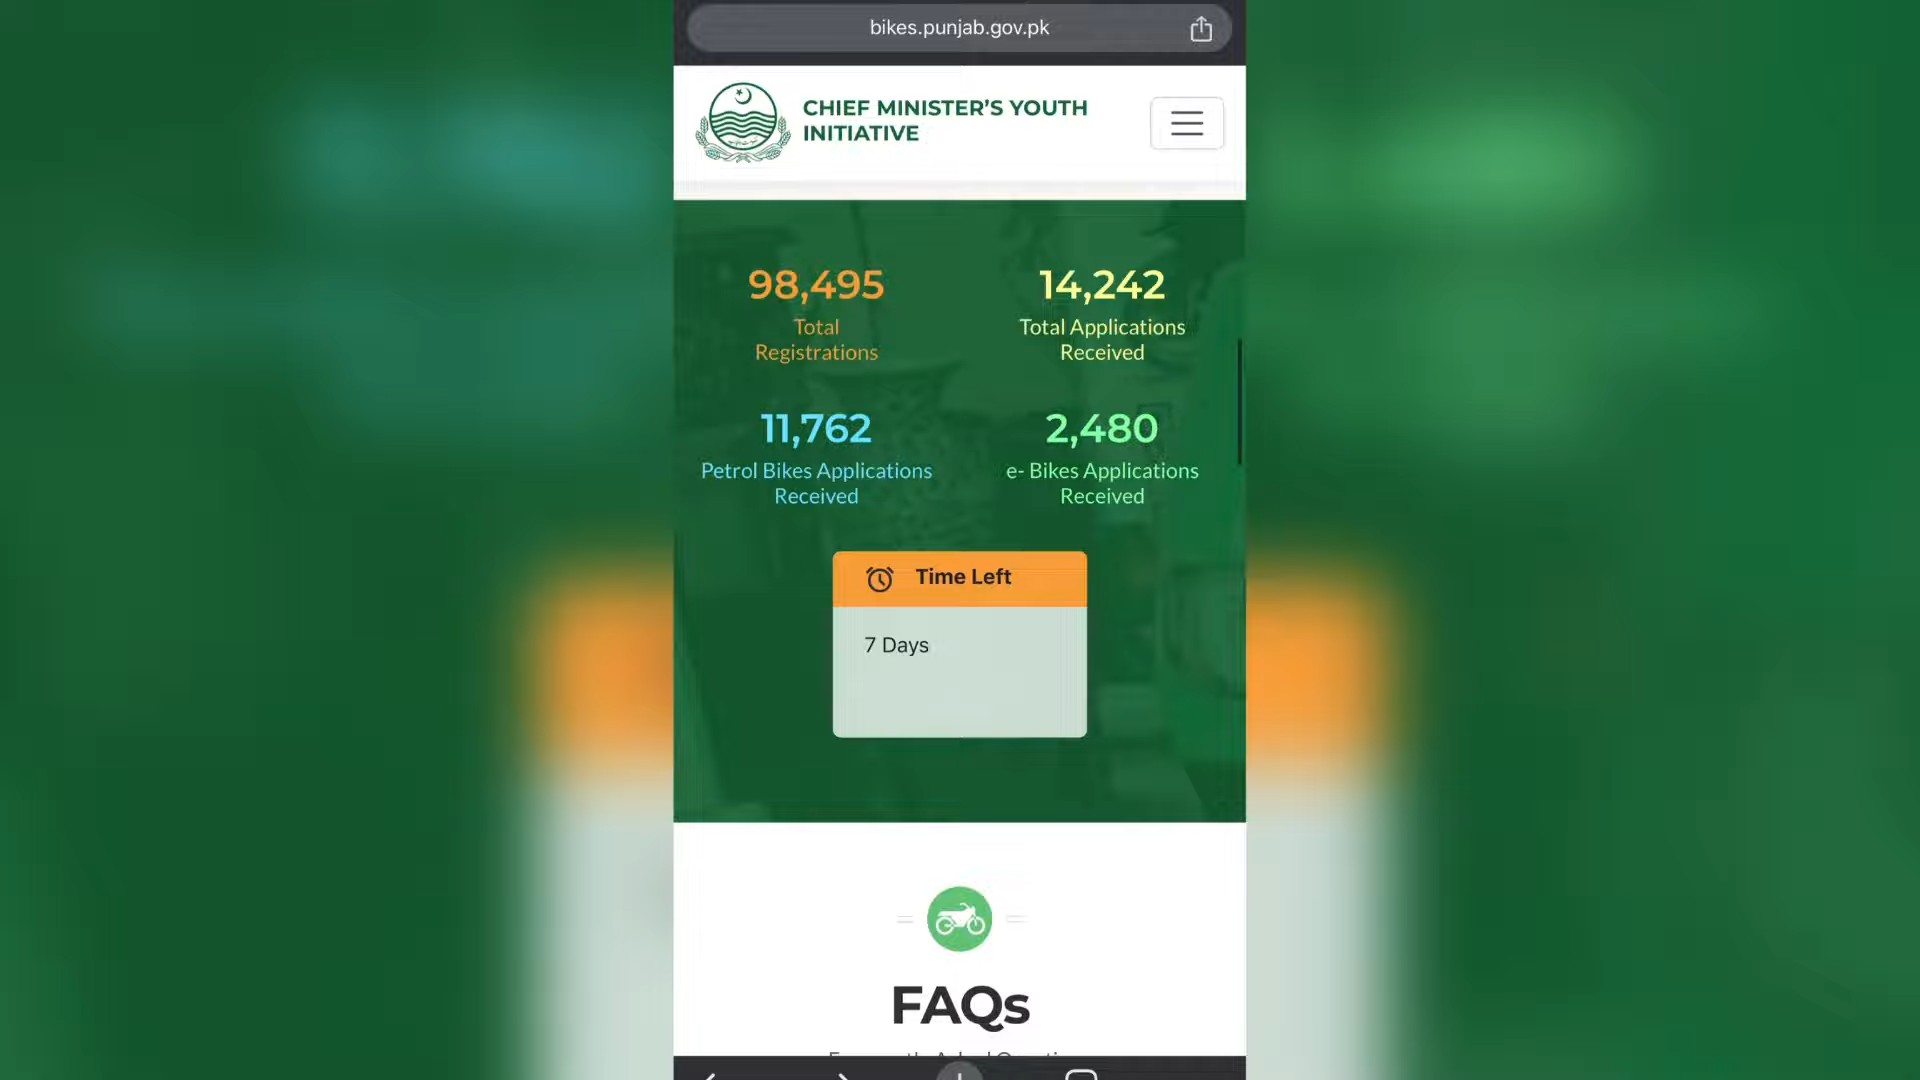 bikes.punjab.gov.pk
CHIEF MINISTER'S YOUTH
INITIATIVE
98,495
Total
Registrations
14,242
Total Applications
Received
11,762
Petrol Bikes Applications
Received
2,480
e- Bikes Applications
Received
Time Left
7 Days
FAQs